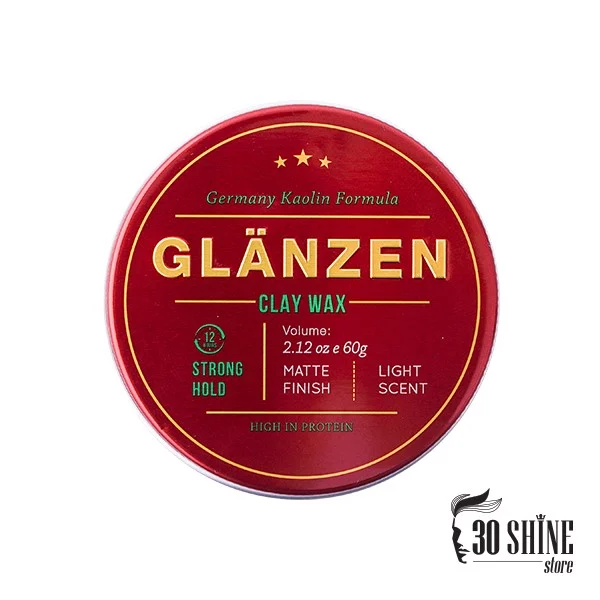 Germany Kaolin Formula
GLÄNZEN
CLAY WAX
12
STRONG
HOLD
Volume:
2.12 oz e 60g
MATTE
FINISH
LIGHT
SCENT
HIGH IN PROTEIN
30 SHINE
store